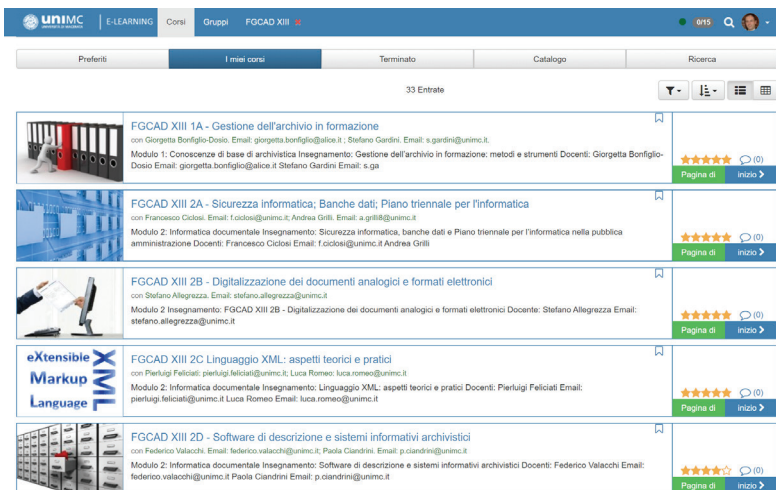 UNIMC
UNIVERSITÀ DI MACERATA
E-LEARNING
Corsi
Gruppi
FGCAD XIII
0/15
Preferiti
I miei corsi
Terminato
Catalogo
Ricerca
33 Entrate
FGCAD XIII 1A - Gestione dell'archivio in formazione
con Giorgetta Bonfiglio-Dosio. Email: giorgetta.bonfiglio@alice.it ; Stefano Gardini. Email: s.gardini@unimc.it.
Modulo 1: Conoscenze di base di archivistica Insegnamento: Gestione dell'archivio in formazione: metodi e strumenti Docenti: Giorgetta Bonfiglio-
Dosio Email: giorgetta.bonfiglio@alice.it Stefano Gardini Email: s.ga
(0)
Pagina di inizio
FGCAD XIII 2A - Sicurezza informatica; Banche dati; Piano triennale per l'informatica
con Francesco Ciclosi. Email: f.ciclosi@unimc.it; Andrea Grilli. Email: a.grilli8@unimc.it
Modulo 2: Informatica documentale Insegnamento: Sicurezza informatica, banche dati e Piano triennale per l'informatica nella pubblica
amministrazione Docenti: Francesco Ciclosi Email: f.ciclosi@unimc.it Andrea Grilli
(0)
Pagina di inizio
FGCAD XIII 2B - Digitalizzazione dei documenti analogici e formati elettronici
con Stefano Allegrezza. Email: stefano.allegrezza@unimc.it
Modulo 2 Insegnamento: FGCAD XIII 2B - Digitalizzazione dei documenti analogici e formati elettronici Docente: Stefano Allegrezza Email:
stefano.allegrezza@unimc.it
(0)
Pagina di inizio
eXtensible
Markup
Language
XML
FGCAD XIII 2C Linguaggio XML: aspetti teorici e pratici
con Pierluigi Feliciati: pierluigi.feliciati@unimc.it; Luca Romeo: luca.romeo@unimc.it
Modulo 2: Informatica documentale Insegnamento: Linguaggio XML: aspetti teorici e pratici Docenti: Pierluigi Feliciati Email:
pierluigi.feliciati@unimc.it Luca Romeo Email: luca.romeo@unimc.it
(0)
Pagina di inizio
FGCAD XIII 2D - Software di descrizione e sistemi informativi archivistici
con Federico Valacchi. Email: federico.valacchi@unimc.it; Paola Ciandrini. Email: p.ciandrini@unimc.it
Modulo 2: Informatica documentale Insegnamento: Software di descrizione e sistemi informativi archivistici Docenti: Federico Valacchi Email:
federico.valacchi@unimc.it Paola Ciandrini Email: p.ciandrini@unimc.it
(0)
Pagina di inizio